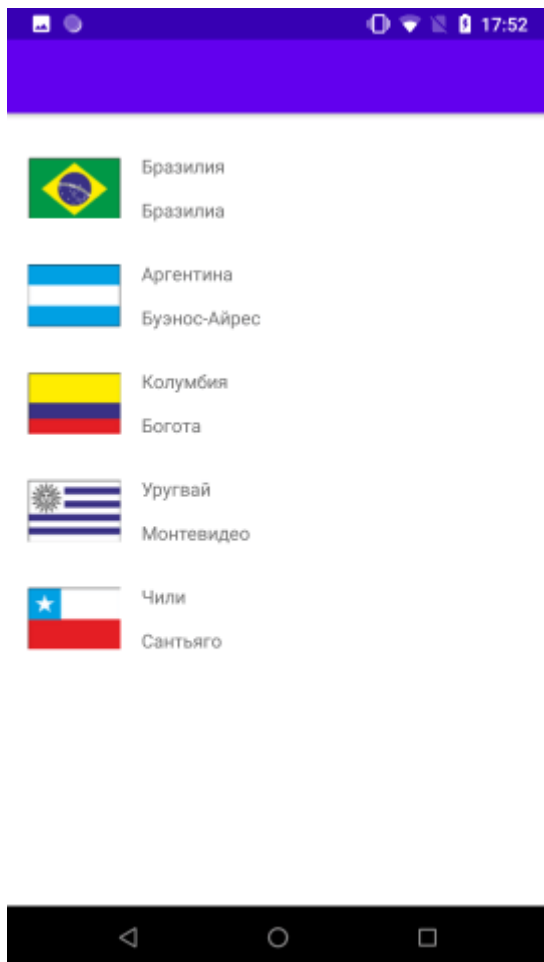 17:52
Бразилия
Бразилиа
Аргентина
Буэнос-Айрес
Колумбия
Богота
Уругвай
Монтевидео
Чили
Сантьяго